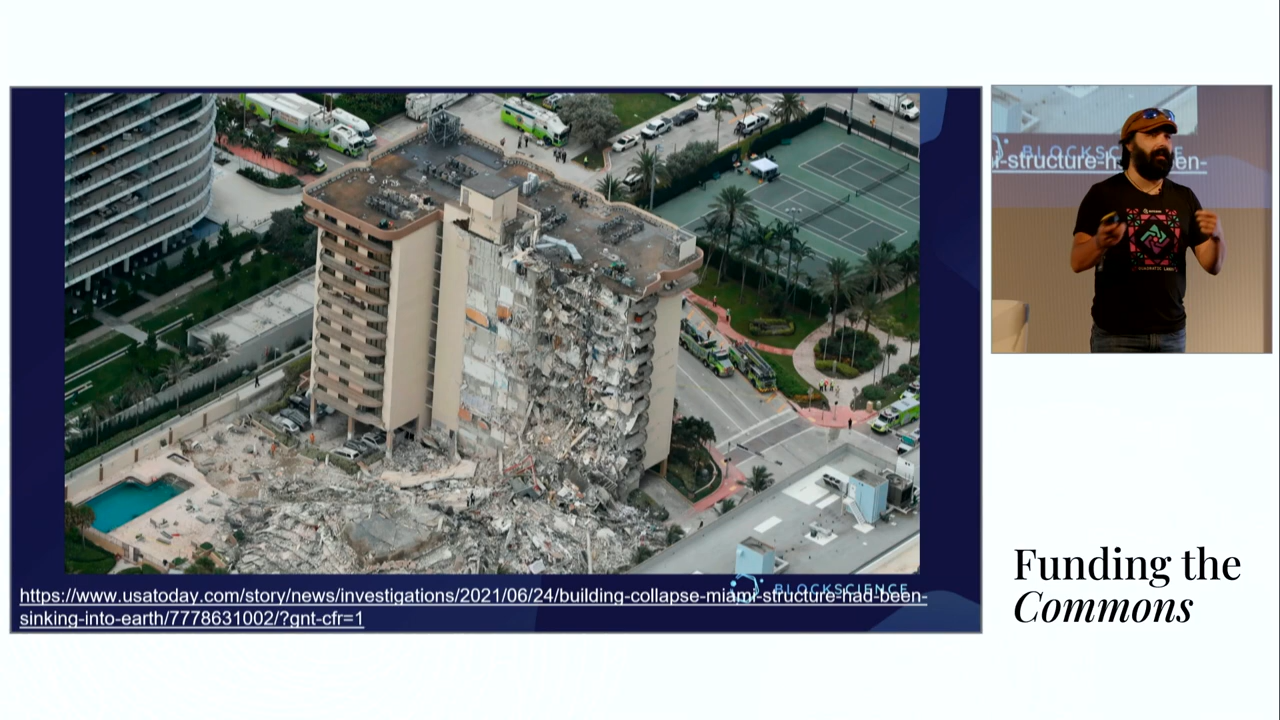 https://www.usatoday.com/story/news/investigations/2021/06/24/building-collapse-miami-structure-had-been-
sinking-into-earth/7778631002/?gnt-cfr=1
BLOCKSCIENCE
BLOCKSCIENCE
Funding the
Commons